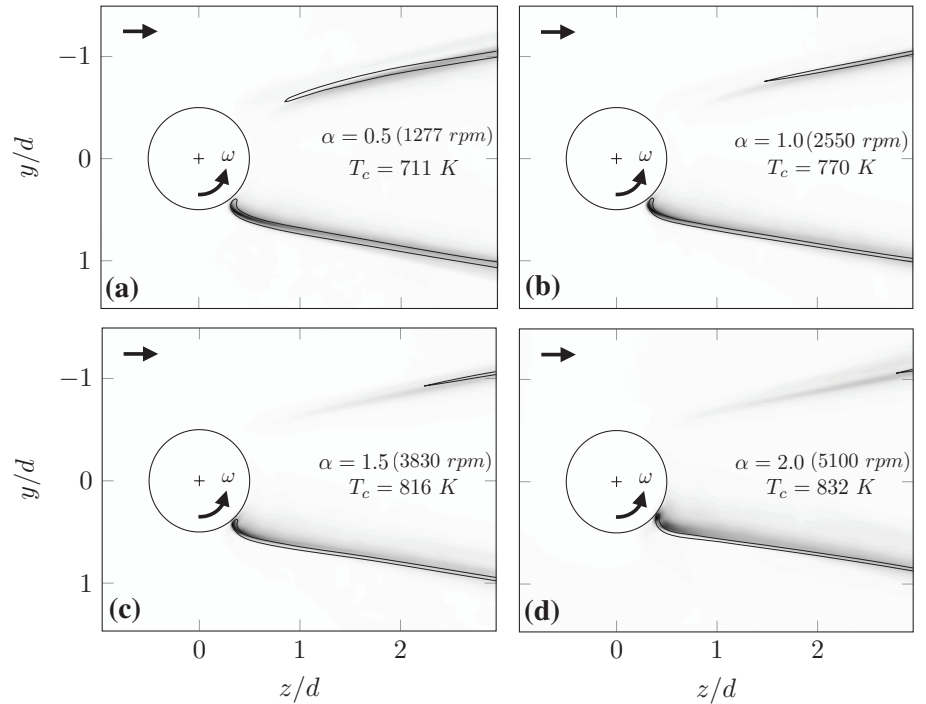 −1
0
1
y/d
ω
α = 0.5 (1277 rpm)
T_c = 711 K
(a)
ω
α = 1.0 (2550 rpm)
T_c = 770 K
(b)
−1
0
1
y/d
ω
α = 1.5 (3830 rpm)
T_c = 816 K
(c)
0
1
2
z/d
ω
α = 2.0 (5100 rpm)
T_c = 832 K
(d)
0
1
2
z/d